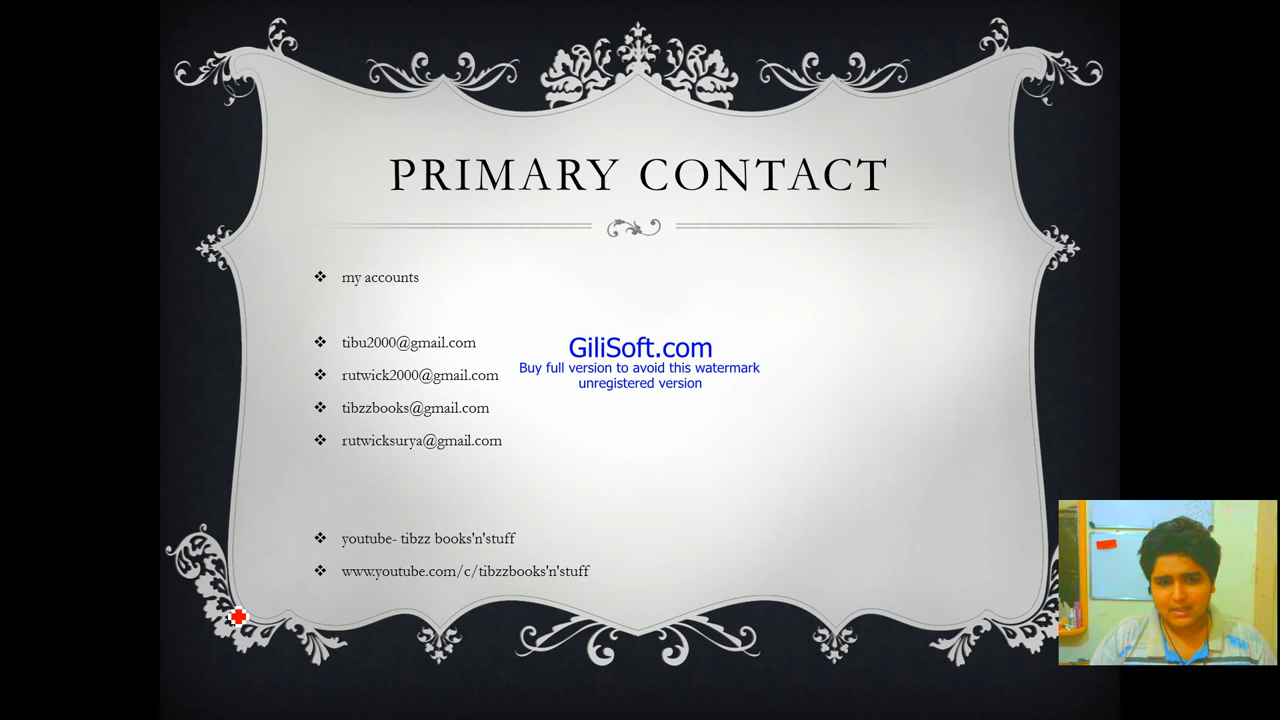 PRIMARY CONTACT
my accounts
tibu2000@gmail.com
rutwick2000@gmail.com
tibzzbooks@gmail.com
rutwicksurya@gmail.com
youtube- tibzz books'n'stuff
www.youtube.com/c/tibzzbooks'n'stuff
GiliSoft.com
Buy full version to avoid this watermark
unregistered version